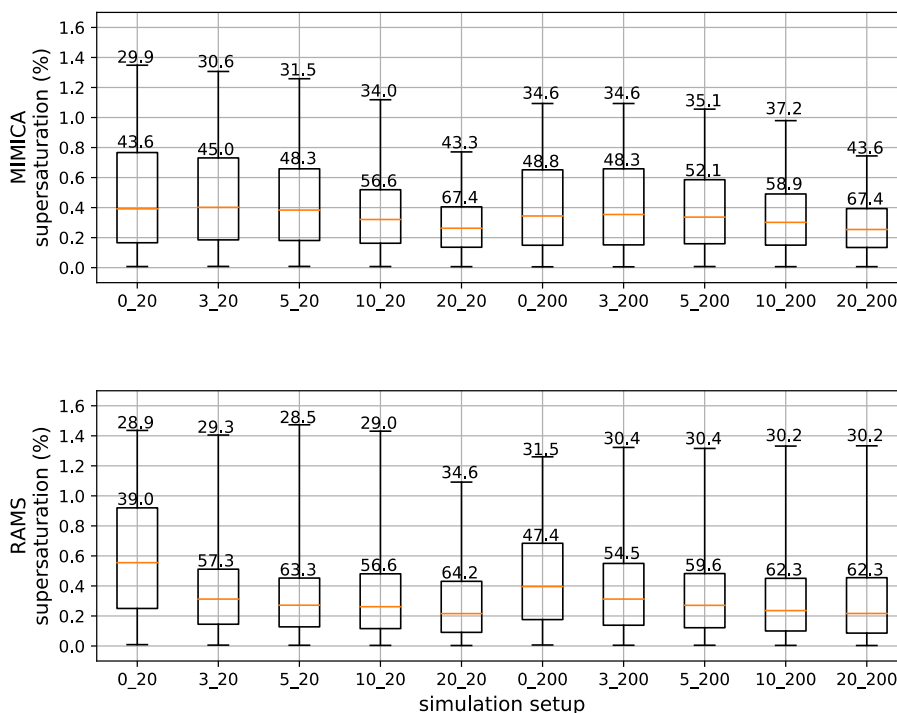 MIMICA
supersaturation (%)
1.6
1.4
1.2
1.0
0.8
0.6
0.4
0.2
0.0
29.9 30.6 31.5 34.0 43.3 34.6 34.6 35.1 37.2 43.6
43.6 45.0 48.3 56.6 67.4 48.8 48.3 52.1 58.9 67.4
0_20 3_20 5_20 10_20 20_20 0_200 3_200 5_200 10_200 20_200
RAMS
supersaturation (%)
1.6
1.4
1.2
1.0
0.8
0.6
0.4
0.2
0.0
28.9 29.3 28.5 29.0 34.6 31.5 30.4 30.4 30.2 30.2
39.0 57.3 63.3 56.6 64.2 47.4 54.5 59.6 62.3 62.3
0_20 3_20 5_20 10_20 20_20 0_200 3_200 5_200 10_200 20_200
simulation setup